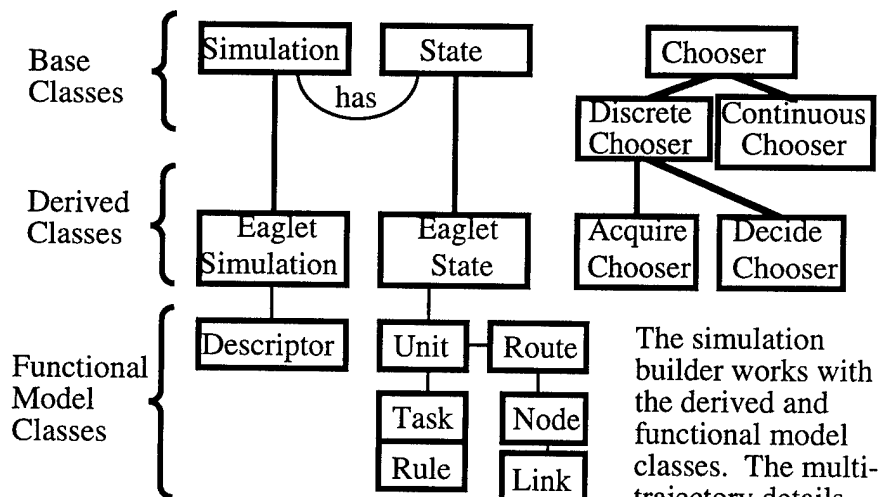 Base
Classes
Simulation
State
has
Chooser
Discrete
Chooser
Continuous
Chooser
Derived
Classes
Eaglet
Simulation
Eaglet
State
Acquire
Chooser
Decide
Chooser
Functional
Model
Classes
Descriptor
Unit
Route
Task
Rule
Node
Link
The simulation
builder works with
the derived and
functional model
classes. The multi-
trajectory details